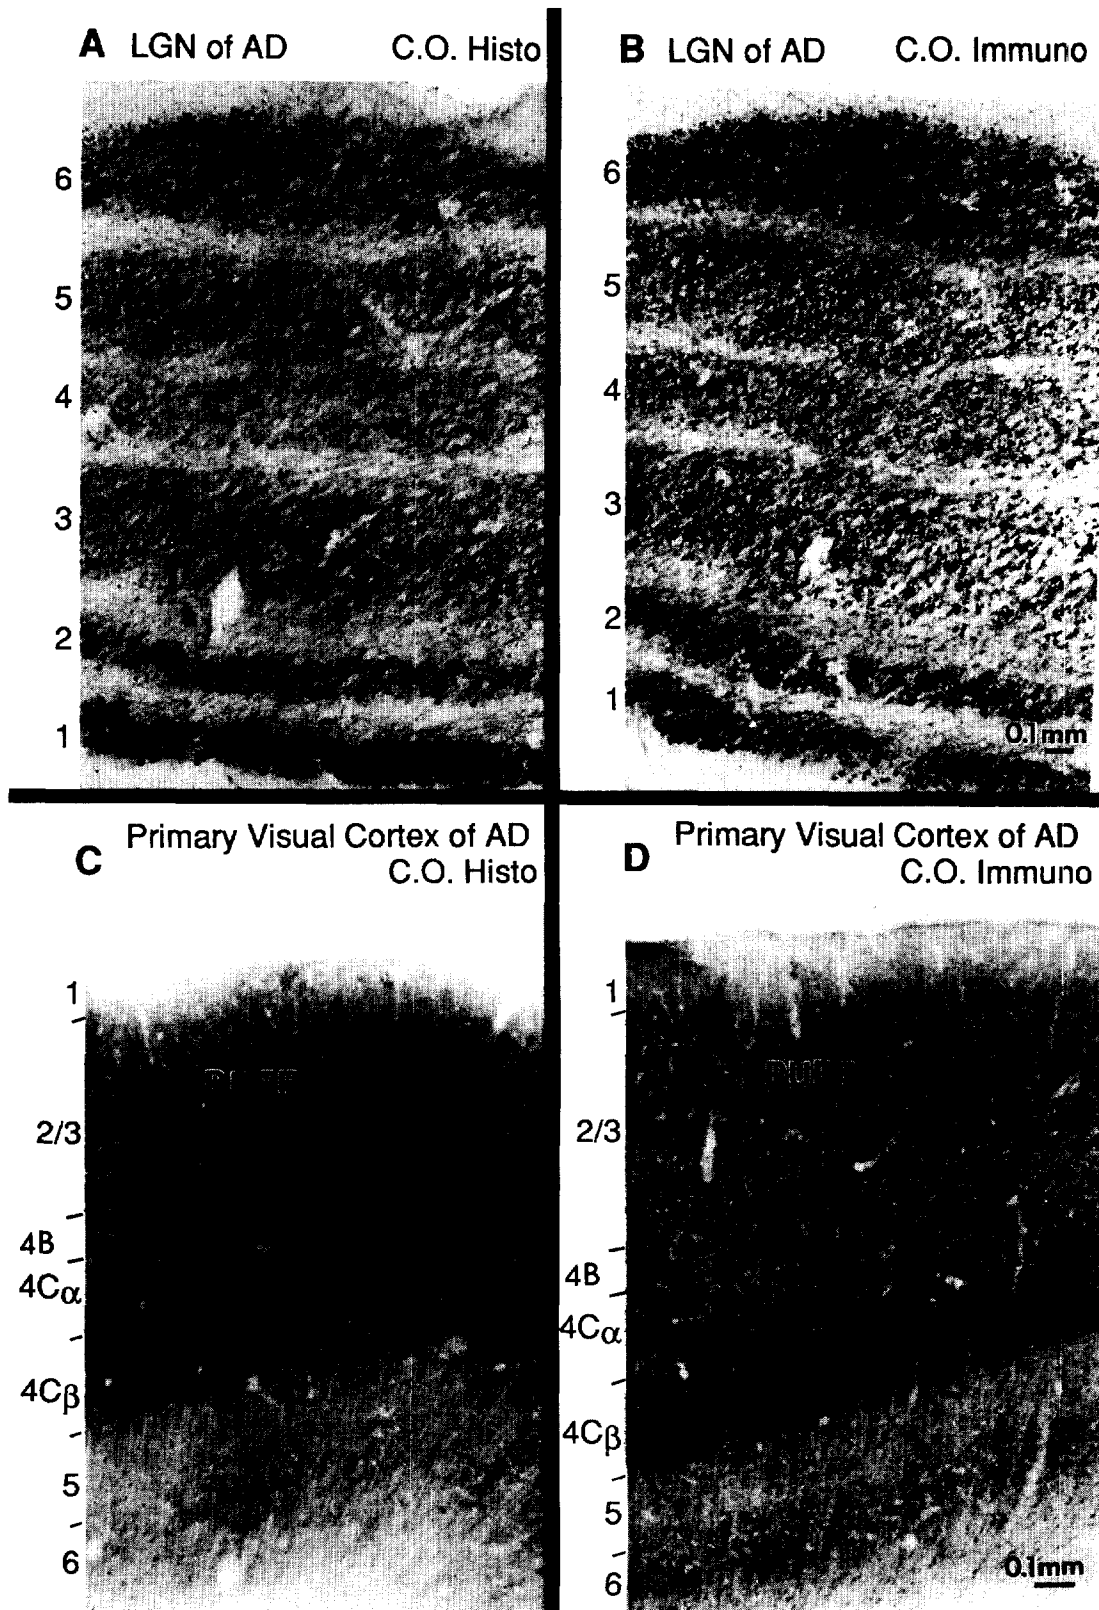 A LGN of AD C.O. Histo
6
5
4
3
2
1
B LGN of AD C.O. Immuno
6
5
4
3
2
1
0.1mm
C Primary Visual Cortex of AD
C.O. Histo
1
PUFF
2/3
4B
4Cα
4Cβ
5
6
D Primary Visual Cortex of AD
C.O. Immuno
1
2/3
4B
4Cα
4Cβ
5
6
0.1mm